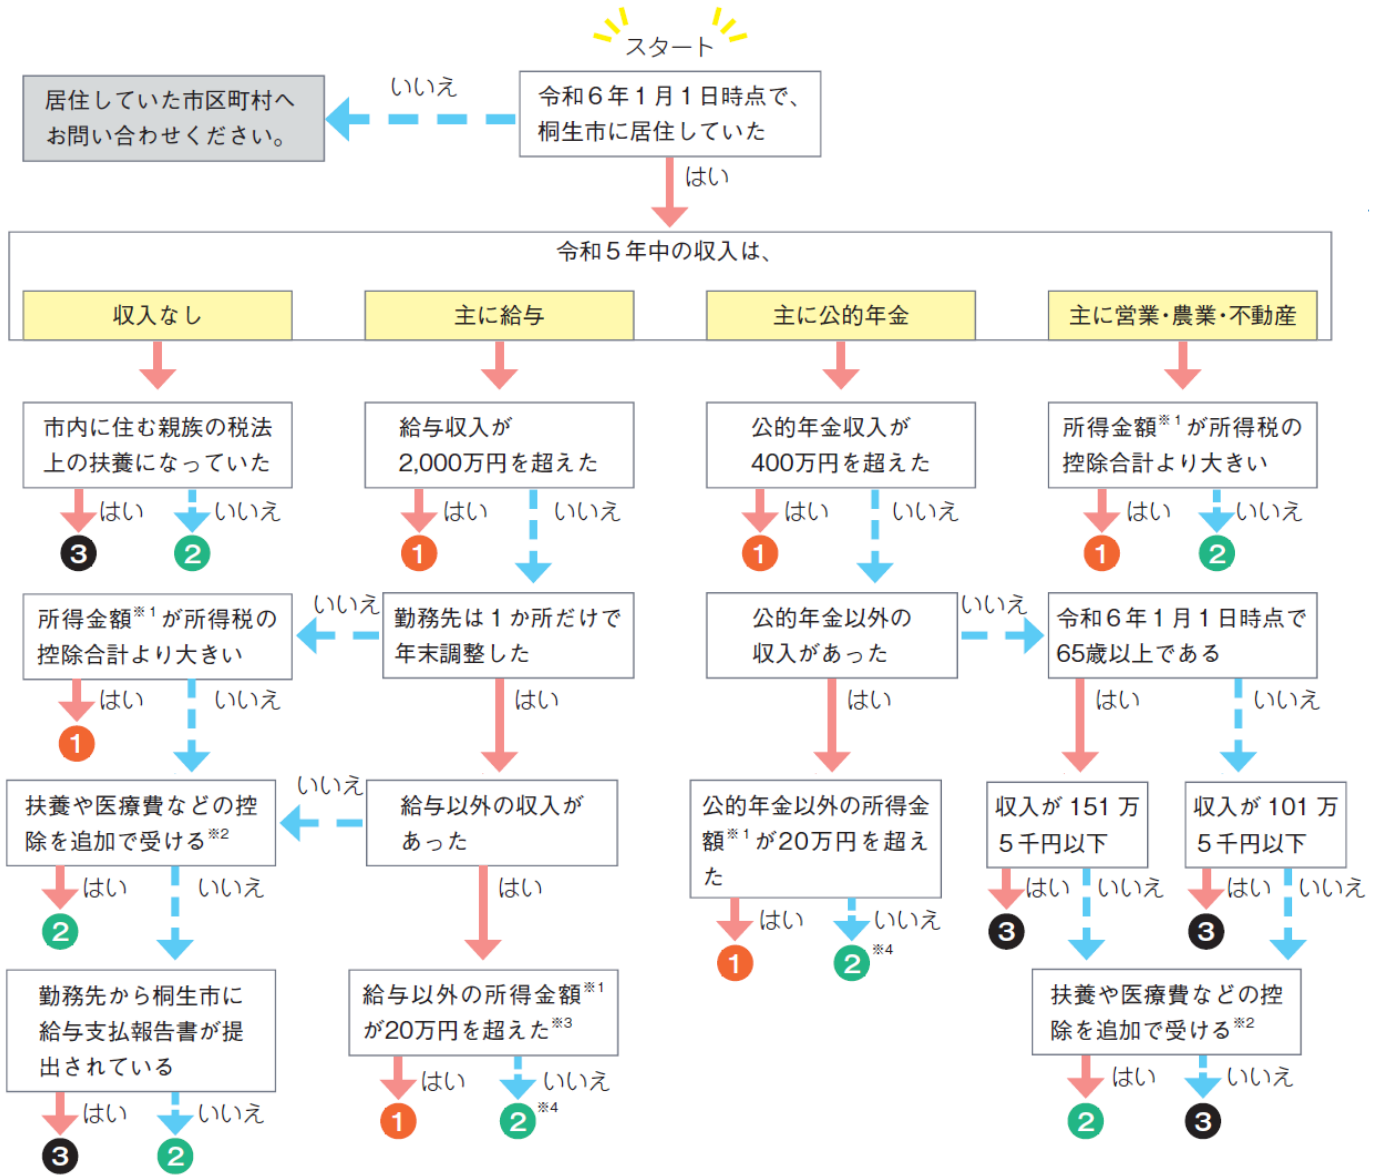 スタート
いいえ
居住していた市区町村へ
お問い合わせください。
令和６年１月１日時点で、
桐生市に居住していた
はい
令和５年中の収入は、
収入なし
主に給与
主に公的年金
主に営業・農業・不動産
市内に住む親族の税法
上の扶養になっていた
給与収入が
2,000万円を超えた
公的年金収入が
400万円を超えた
所得金額※1が所得税の
控除合計より大きい
はい
いいえ
はい
いいえ
はい
いいえ
はい
いいえ
3
2
1
1
1
2
所得金額※1が所得税の
控除合計より大きい
いいえ
勤務先は１か所だけで
年末調整した
公的年金以外の
収入があった
いいえ
令和６年１月１日時点で
65歳以上である
はい
いいえ
はい
はい
はい
いいえ
1
扶養や医療費などの控
除を追加で受ける※2
いいえ
給与以外の収入が
あった
公的年金以外の所得金
額※1が20万円を超え
た
収入が 151 万
５千円以下
収入が 101 万
５千円以下
はい
いいえ
はい
はい
いいえ
はい
いいえ
はい
いいえ
2
1
2※4
3
3
勤務先から桐生市に
給与支払報告書が提
出されている
給与以外の所得金額※1
が20万円を超えた※3
扶養や医療費などの控
除を追加で受ける※2
はい
いいえ
はい
いいえ
はい
いいえ
3
2
1
2※4
2
3